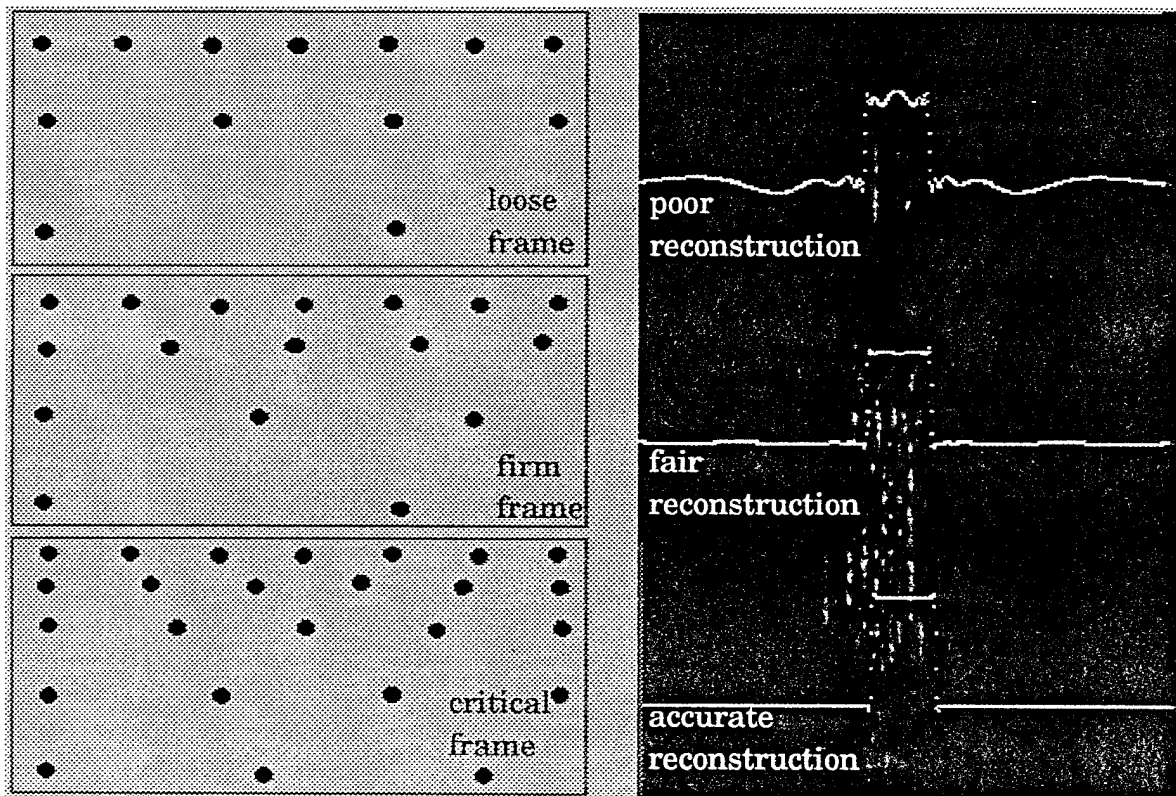 loose
frame
poor
reconstruction
firm
frame
fair
reconstruction
critical
frame
accurate
reconstruction